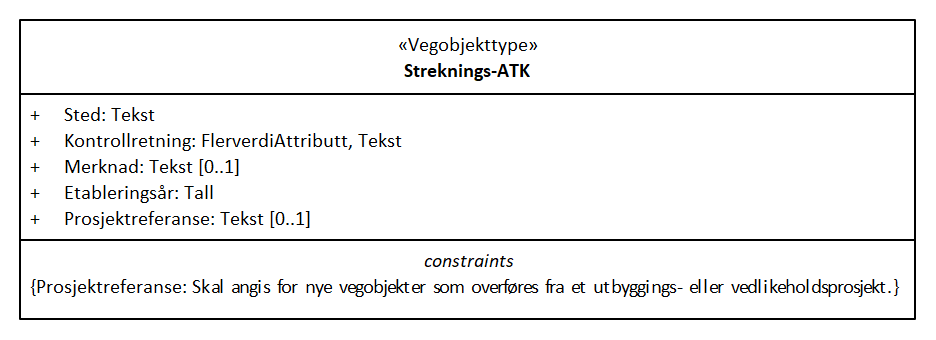 «Vegobjekttype»
Streknings-ATK
+ Sted: Tekst
+ Kontrollretning: FlerverdiAttributt, Tekst
+ Merknad: Tekst [0..1]
+ Etableringsår: Tall
+ Prosjektreferanse: Tekst [0..1]
constraints
{Prosjektreferanse: Skal angis for nye vegobjekter som overføres fra et utbyggings- eller vedlikeholdsprosjekt.}